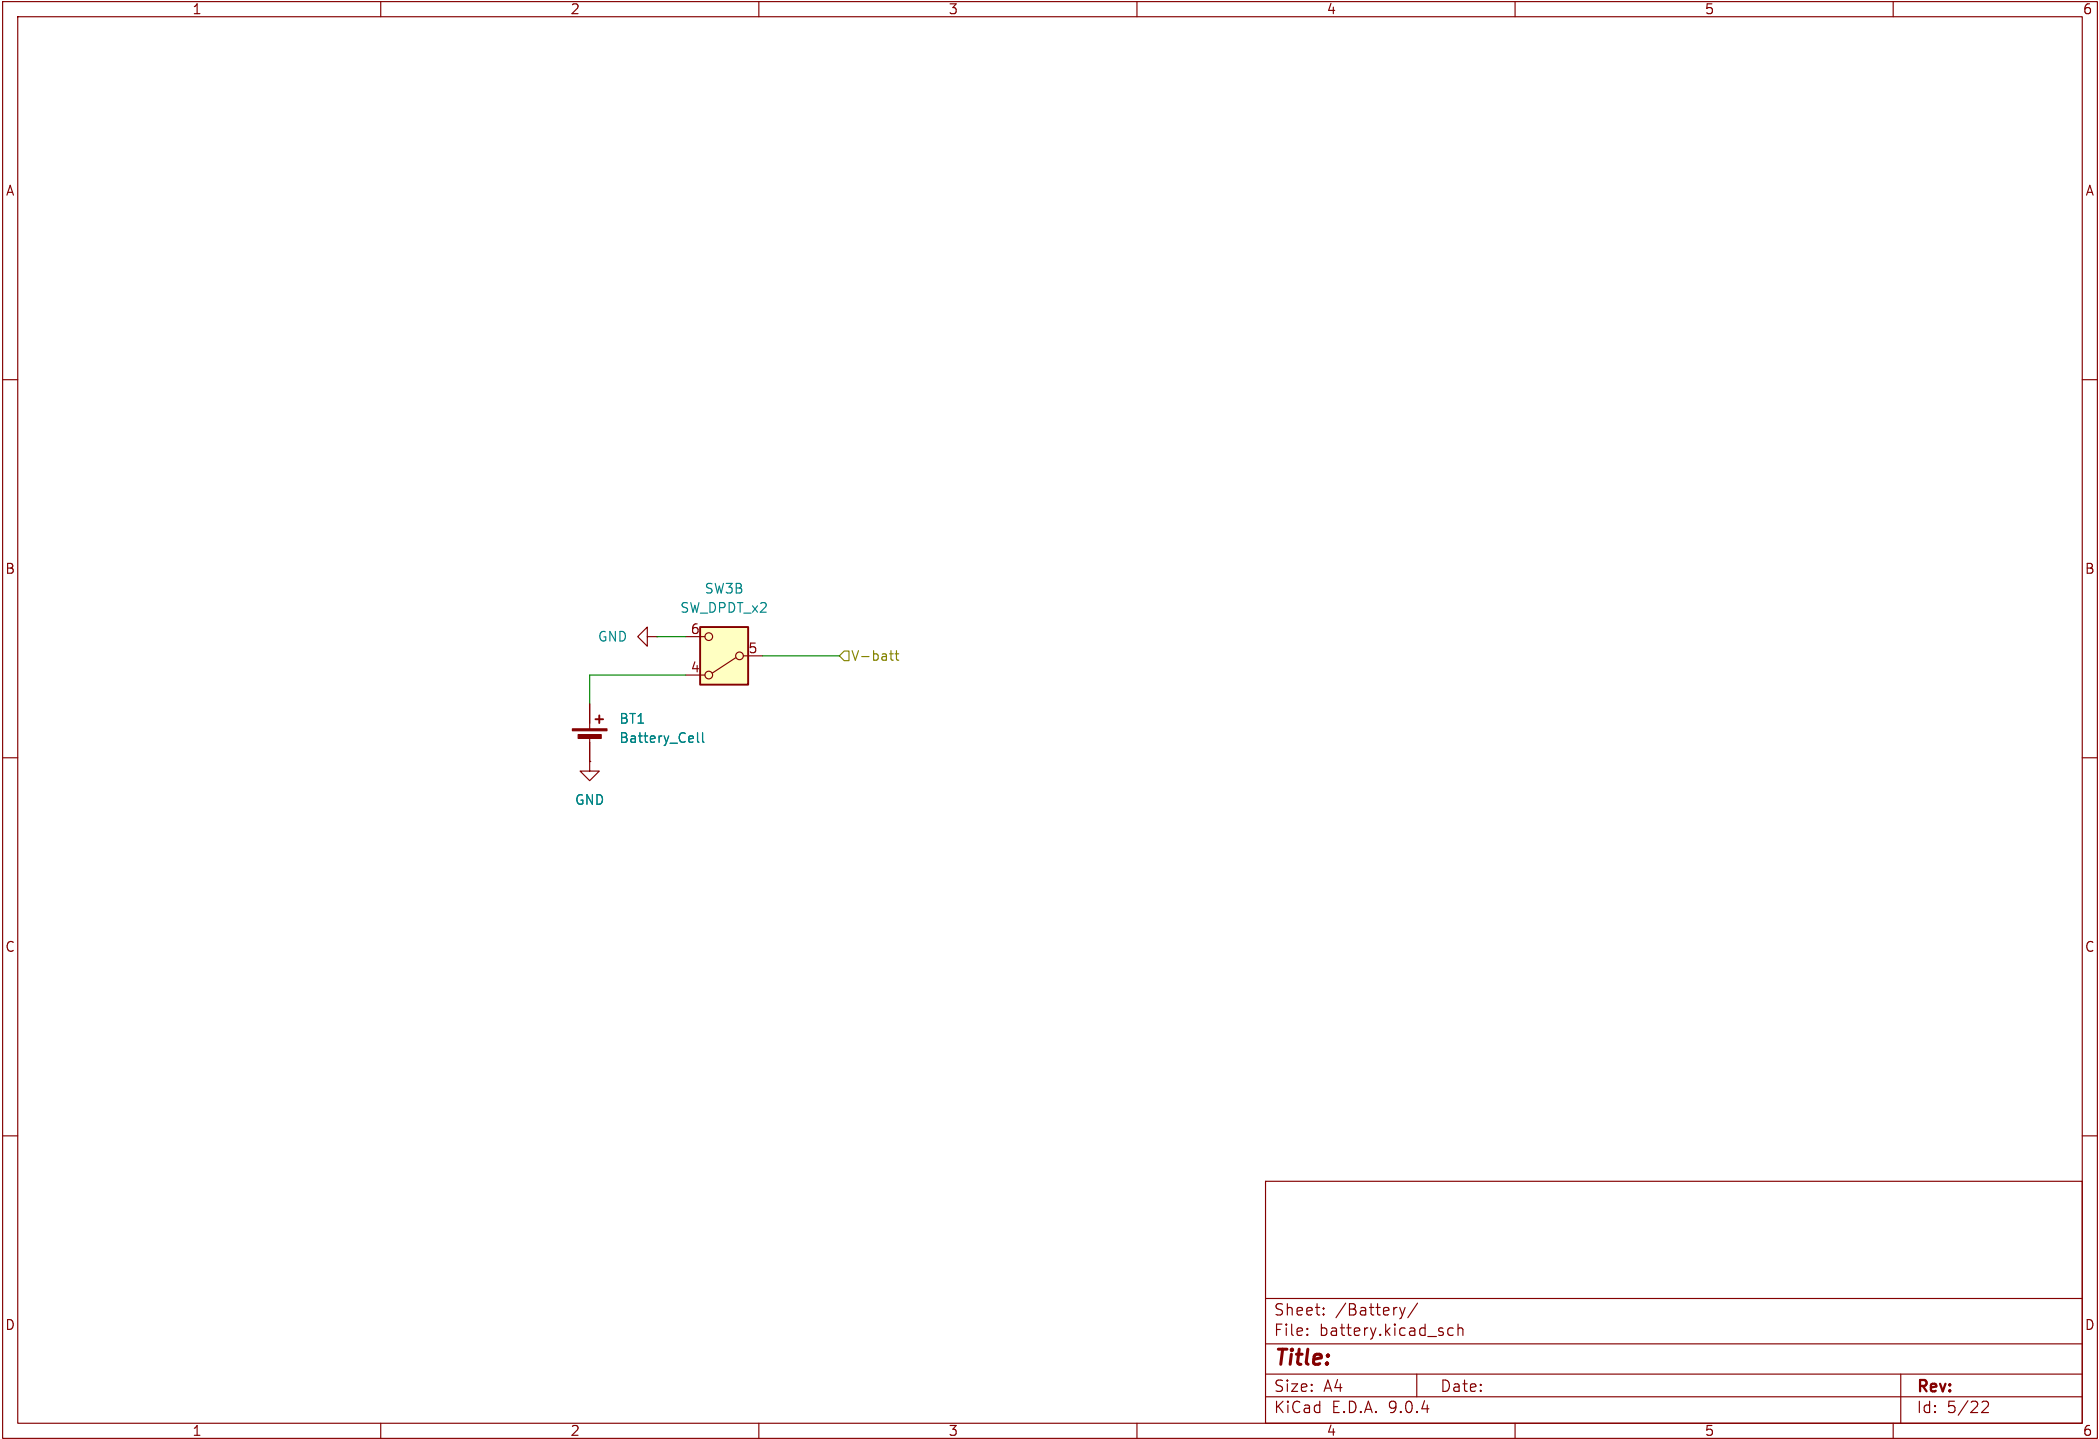 1 2 3 4 5 6
A A
B B
SW3B
SW_DPDT_x2
GND 6
5 V-batt
4
+ BT1
Battery_Cell
GND
C C
Sheet: /Battery/
File: battery.kicad_sch
D D
Title:
Size: A4 Date: Rev:
KiCad E.D.A. 9.0.4 Id: 5/22
1 2 3 4 5 6